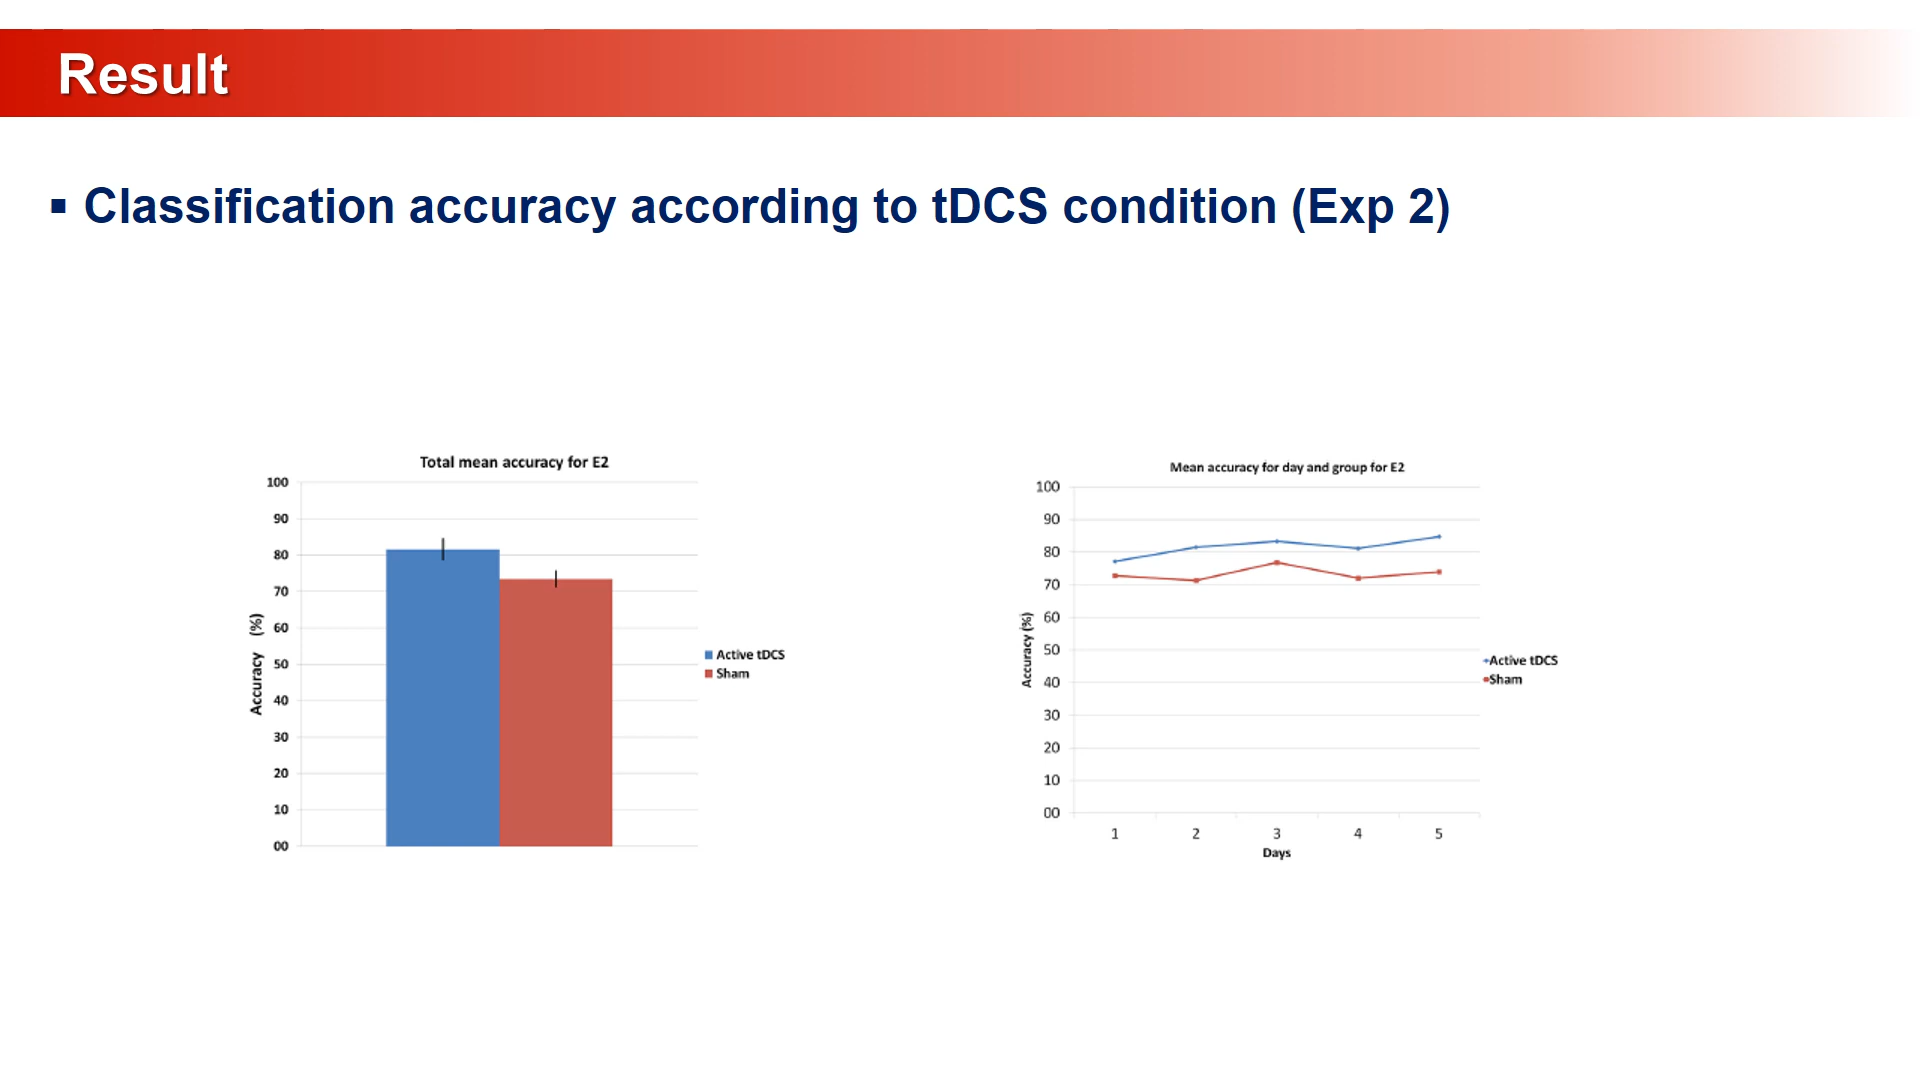 Result
▪ Classification accuracy according to tDCS condition (Exp 2)
Total mean accuracy for E2
100
90
80
70
60
50
40
30
20
10
00
Accuracy (%)
Active tDCS
Sham
Mean accuracy for day and group for E2
100
90
80
70
60
50
40
30
20
10
00
Accuracy (%)
1 2 3 4 5
Days
Active tDCS
Sham